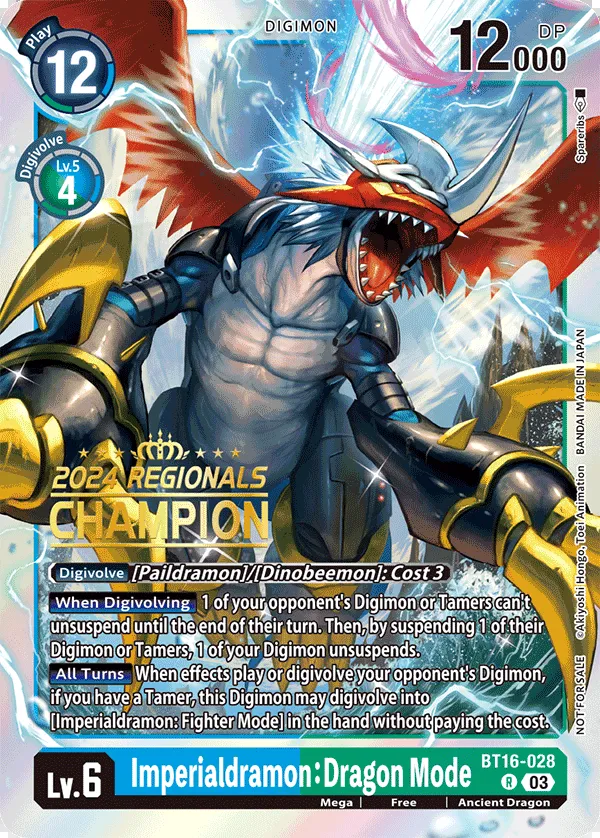 Play
12
DIGIMON
12000
DP
Digivolve
Lv.5
4
Spareribs
2024 REGIONALS
CHAMPION
Digivolve [Paildramon]/[Dinobeemon]: Cost 3
When Digivolving 1 of your opponent's Digimon or Tamers can't
unsuspend until the end of their turn. Then, by suspending 1 of their
Digimon or Tamers, 1 of your Digimon unsuspends.
All Turns When effects play or digivolve your opponent's Digimon,
if you have a Tamer, this Digimon may digivolve into
[Imperialdramon: Fighter Mode] in the hand without paying the cost.
NOT FOR SALE ©Akiyoshi Hongo, Toei Animation BANDAI MADE IN JAPAN
Lv.6
Imperialdramon: Dragon Mode
BT16-028
R 03
Mega | Free | Ancient Dragon